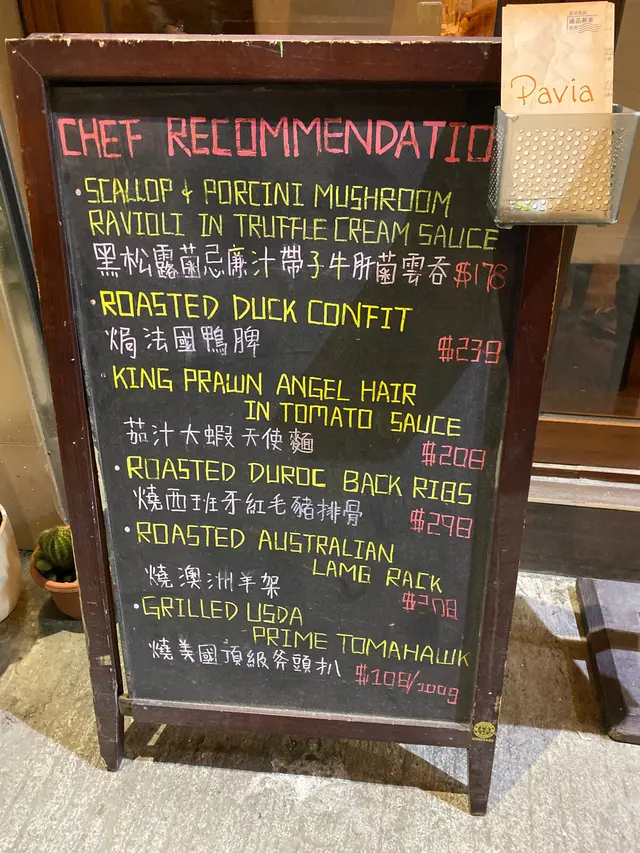 Pavia
CHEF RECOMMENDATIO
SCALLOP & PORCINI MUSHROOM
RAVIOLI IN TRUFFLE CREAM SAUCE
黑松露菌忌廉汁帶子牛肝菌雲吞 $178
ROASTED DUCK CONFIT
焗法國鴨脾 $238
KING PRAWN ANGEL HAIR
IN TOMATO SAUCE
茄汁大蝦天使麵 $208
ROASTED DUROC BACK RIBS
燒西班牙紅毛豬排骨 $298
ROASTED AUSTRALIAN
LAMB RACK
燒澳洲羊架
GRILLED USDA
PRIME TOMAHAWK
燒美國頂級斧頭扒 $108/100g